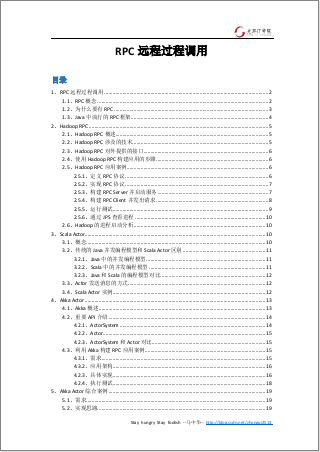 RPC 远程过程调用
目录
1、RPC 远程过程调用 2
1.1、RPC 概念 2
1.2、为什么要有 RPC 3
1.3、Java 中流行的 RPC 框架 4
2、Hadoop RPC 5
2.1、Hadoop RPC 概述 5
2.2、Hadoop RPC 涉及的技术 5
2.3、Hadoop RPC 对外提供的接口 6
2.4、使用 Hadoop RPC 构建应用的步骤 6
2.5、Hadoop RPC 应用案例 6
2.5.1、定义 RPC 协议 6
2.5.2、实现 RPC 协议 7
2.5.3、构建 RPC Server 并启动服务 7
2.5.4、构建 RPC Client 并发出请求 8
2.5.5、运行测试 9
2.5.6、通过 JPS 查看进程 10
2.6、Hadoop 的进程启动分析 10
3、Scala Actor 10
3.1、概念 10
3.2、传统的 Java 并发编程模型和 Scala Actor 区别 11
3.2.1、Java 中的并发编程模型 11
3.2.2、Scala 中的并发编程模型 11
3.2.3、Java 和 Scala 的编程模型对比 12
3.3、Actor 发送消息的方式 12
3.4、Scala Actor 实例 12
4、Akka Actor 13
4.1、Akka 概述 13
4.2、重要 API 介绍 14
4.2.1、ActorSystem 14
4.2.2、Actor 15
4.2.3、ActorSystem 和 Actor 对比 15
4.3、利用 Akka 构建 RPC 应用案例 15
4.3.1、需求 15
4.3.2、应用架构 16
4.3.3、具体实现 16
4.3.4、执行测试 18
5、Akka Actor 综合案例 19
5.1、需求 19
5.2、实现思路 19
Stay hungry Stay foolish --马中华--